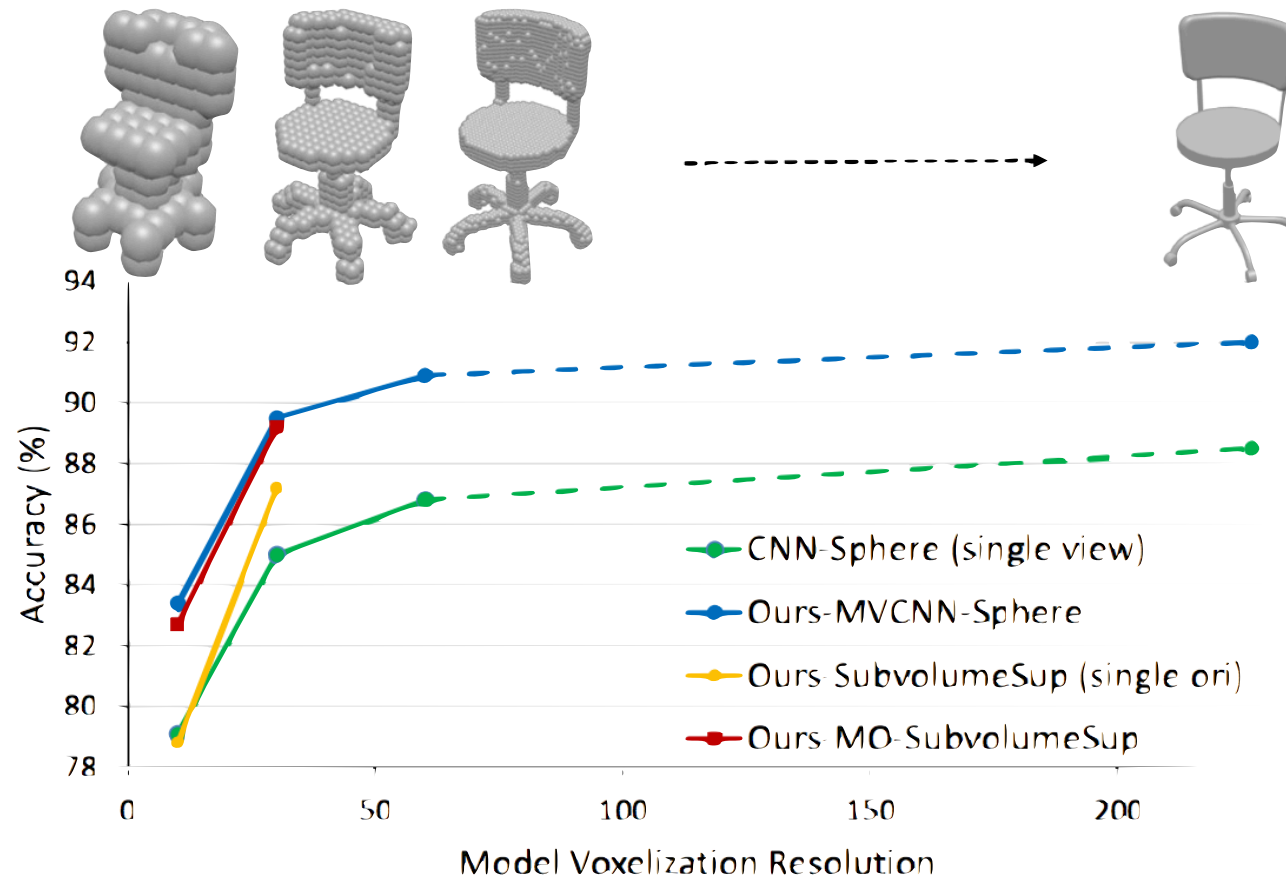 94
92
90
88
86
84
82
80
78
Accuracy (%)
0 50 100 150 200
Model Voxelization Resolution
CNN-Sphere (single view)
Ours-MVCNN-Sphere
Ours-SubvolumeSup (single ori)
Ours-MO-SubvolumeSup